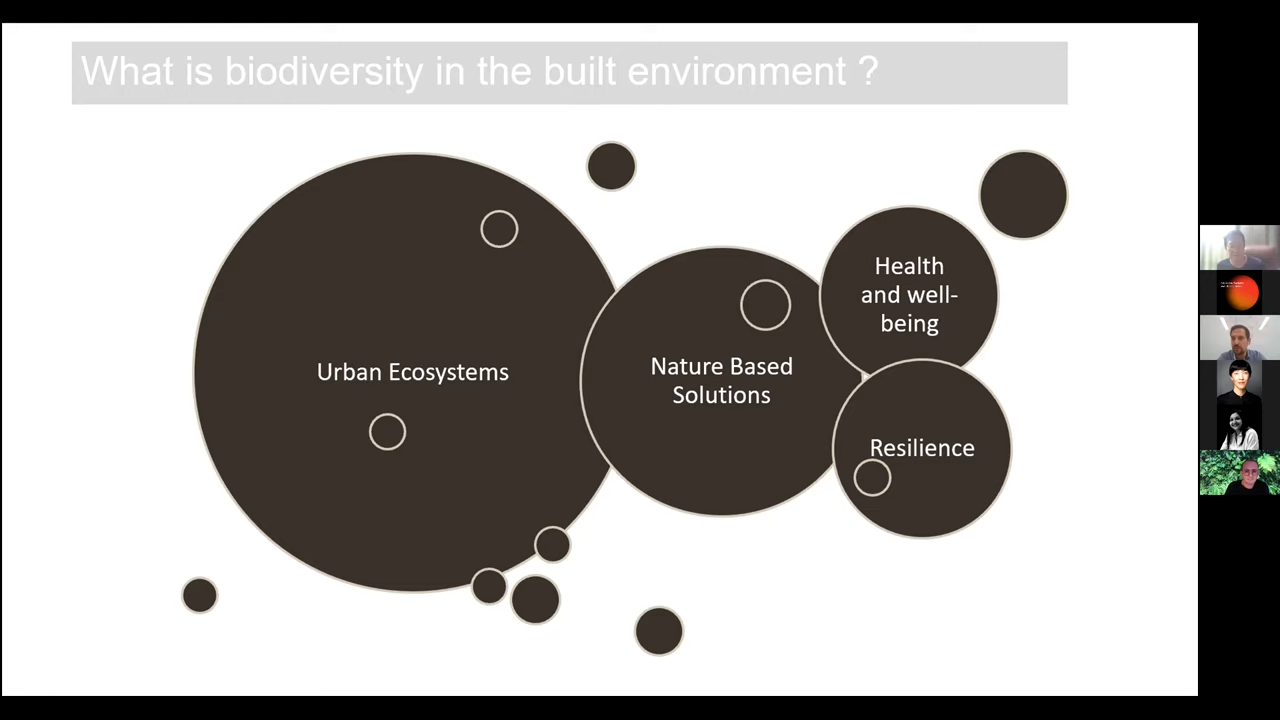 What is biodiversity in the built environment ?
Urban Ecosystems
Nature Based
Solutions
Health
and well-
being
Resilience